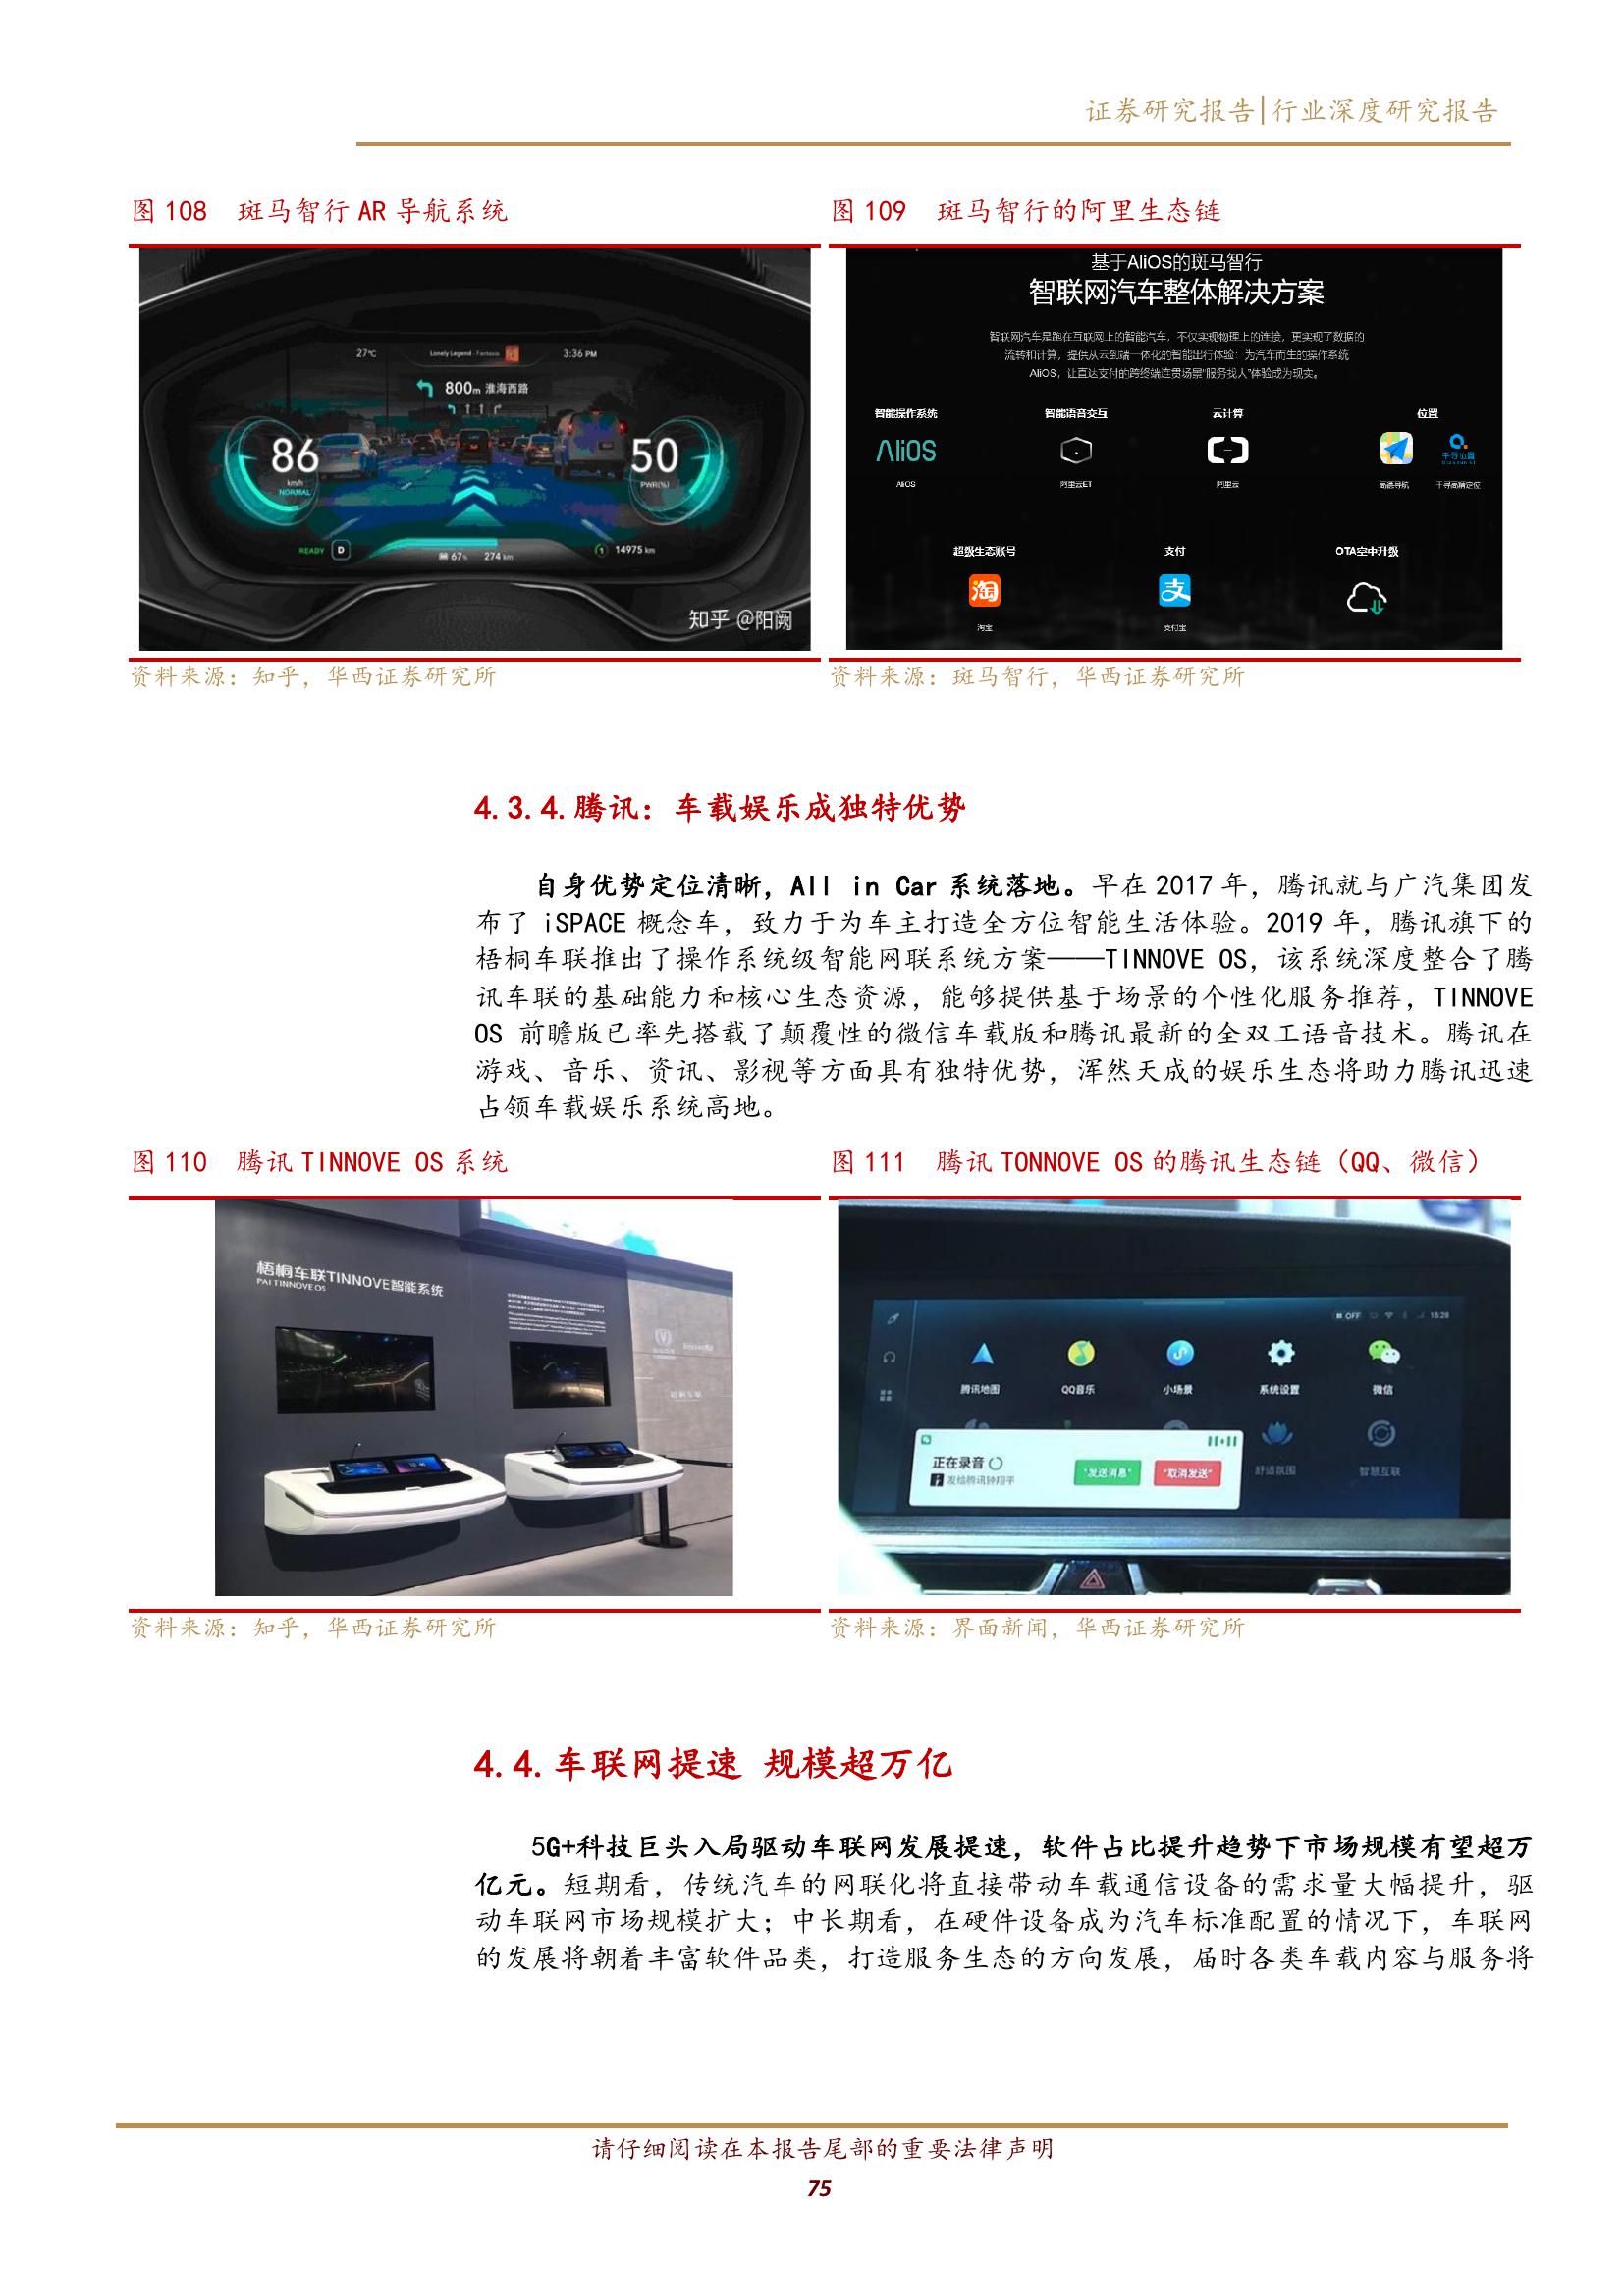 证券研究报告|行业深度研究报告
图 108 斑马智行 AR 导航系统
27℃
Lonely Legend - Fantasia
3:36 PM
800m 淮海西路
86
km/h
NORMAL
50
PWR(%)
READY D
67% 274 km
14975 km
知乎 @阳阙
资料来源：知乎，华西证券研究所
图 109 斑马智行的阿里生态链
基于AliOS的斑马智行
智联网汽车整体解决方案
智联网汽车是跑在互联网上的智能汽车，不仅实现物理上的连接，更实现了数据的
流转和计算，提供从云到端一体化的智能出行体验：为汽车而生的操作系统
AliOS，让直达支付的跨终端连贯场景“服务找人”体验成为现实。
智能操作系统 智能语音交互 云计算 位置
AliOS
千寻位置
AliOS 阿里云ET 阿里云 高德导航 千寻高精定位
超级生态账号 支付 OTA空中升级
淘 支
淘宝 支付宝
资料来源：斑马智行，华西证券研究所
4.3.4.腾讯：车载娱乐成独特优势
自身优势定位清晰，All in Car 系统落地。早在 2017 年，腾讯就与广汽集团发
布了 iSPACE 概念车，致力于为车主打造全方位智能生活体验。2019 年，腾讯旗下的
梧桐车联推出了操作系统级智能网联系统方案——TINNOVE OS，该系统深度整合了腾
讯车联的基础能力和核心生态资源，能够提供基于场景的个性化服务推荐，TINNOVE
OS 前瞻版已率先搭载了颠覆性的微信车载版和腾讯最新的全双工语音技术。腾讯在
游戏、音乐、资讯、影视等方面具有独特优势，浑然天成的娱乐生态将助力腾讯迅速
占领车载娱乐系统高地。
图 110 腾讯 TINNOVE OS 系统
梧桐车联TINNOVE智能系统
PAI TINNOVE OS
资料来源：知乎，华西证券研究所
图 111 腾讯 TONNOVE OS 的腾讯生态链（QQ、微信）
OFF 15:28
腾讯地图 QQ音乐 小场景 系统设置 微信
正在录音
"发送消息" "取消发送"
舒适氛围 智慧互联
资料来源：界面新闻，华西证券研究所
4.4.车联网提速 规模超万亿
5G+科技巨头入局驱动车联网发展提速，软件占比提升趋势下市场规模有望超万
亿元。短期看，传统汽车的网联化将直接带动车载通信设备的需求量大幅提升，驱
动车联网市场规模扩大；中长期看，在硬件设备成为汽车标准配置的情况下，车联网
的发展将朝着丰富软件品类，打造服务生态的方向发展，届时各类车载内容与服务将
请仔细阅读在本报告尾部的重要法律声明
75